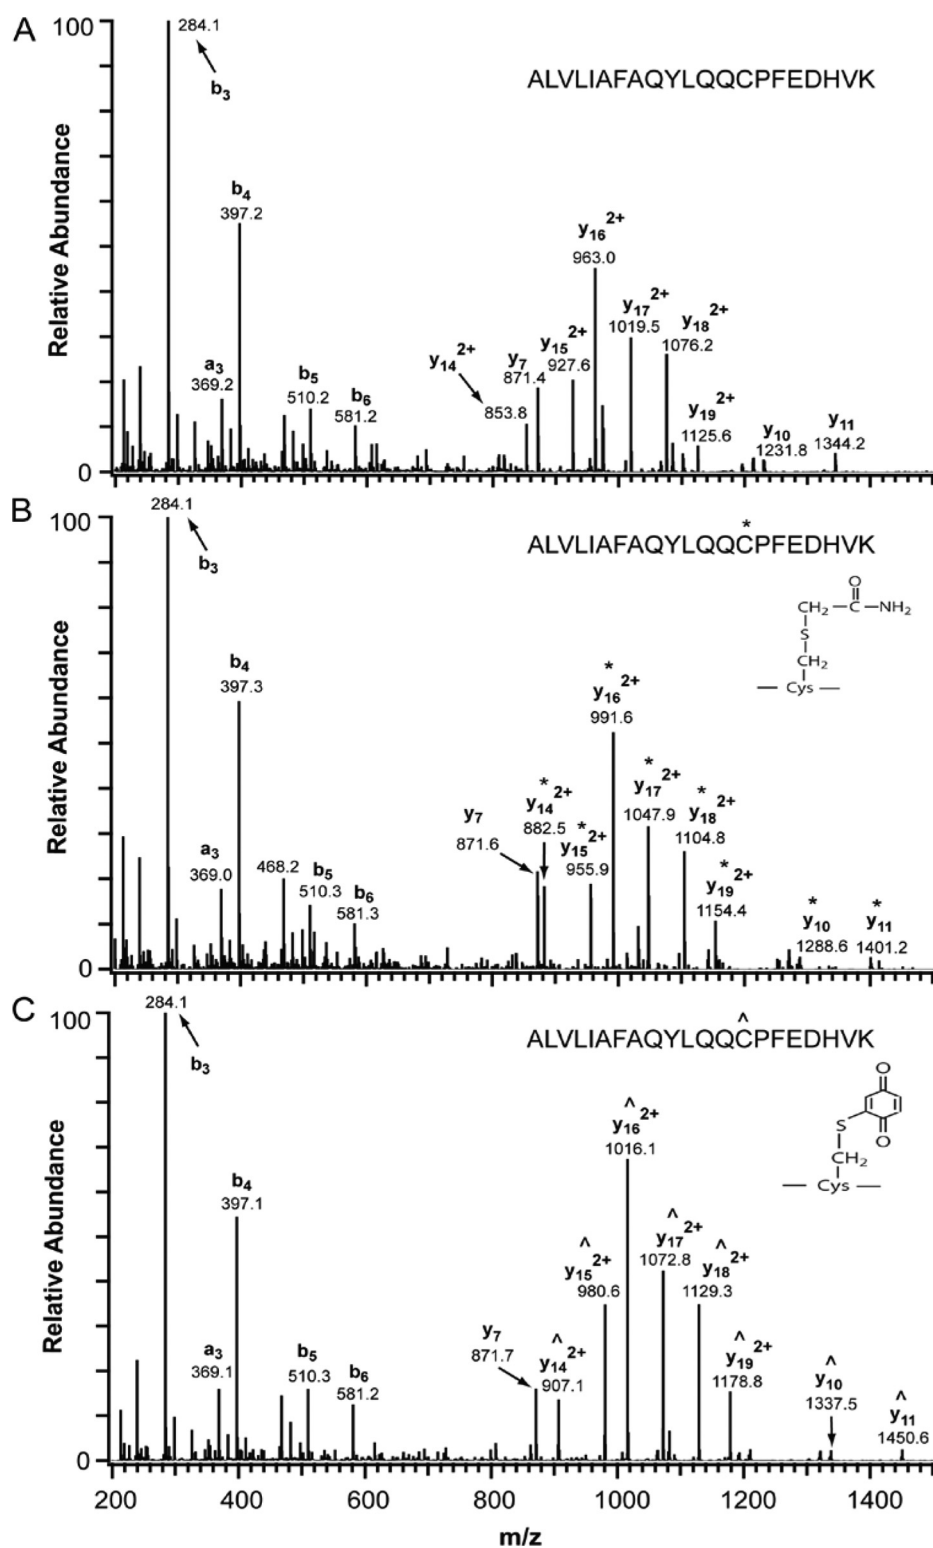 A
100
284.1
b3
ALVLIAFAQYLQQCPFEDHVK
Relative Abundance
b4
397.2
y16 2+
963.0
y17 2+
1019.5
y18 2+
1076.2
y14 2+
y7
871.4
y15 2+
927.6
a3
369.2
b5
510.2
b6
581.2
853.8
y19 2+
1125.6
y10
1231.8
y11
1344.2
0
B
100
284.1
b3
*
ALVLIAFAQYLQQCPFEDHVK
O
CH2 — C — NH2
S
CH2
— Cys —
Relative Abundance
b4
397.3
*
y16 2+
991.6
*
y17 2+
1047.9
*
y18 2+
1104.8
y7
871.6
*
y14 2+
882.5
*
y15 2+
955.9
a3
369.0
468.2
b5
510.3
b6
581.3
*
y19 2+
1154.4
*
y10
1288.6
*
y11
1401.2
0
C
100
284.1
b3
^
ALVLIAFAQYLQQCPFEDHVK
O
S
O
CH2
— Cys —
Relative Abundance
b4
397.1
^
y16 2+
1016.1
^
y17 2+
1072.8
^
y18 2+
1129.3
^
y15 2+
980.6
y7
871.7
^
y14 2+
907.1
a3
369.1
b5
510.3
b6
581.2
^
y19 2+
1178.8
^
y10
1337.5
^
y11
1450.6
0
200 400 600 800 1000 1200 1400
m/z